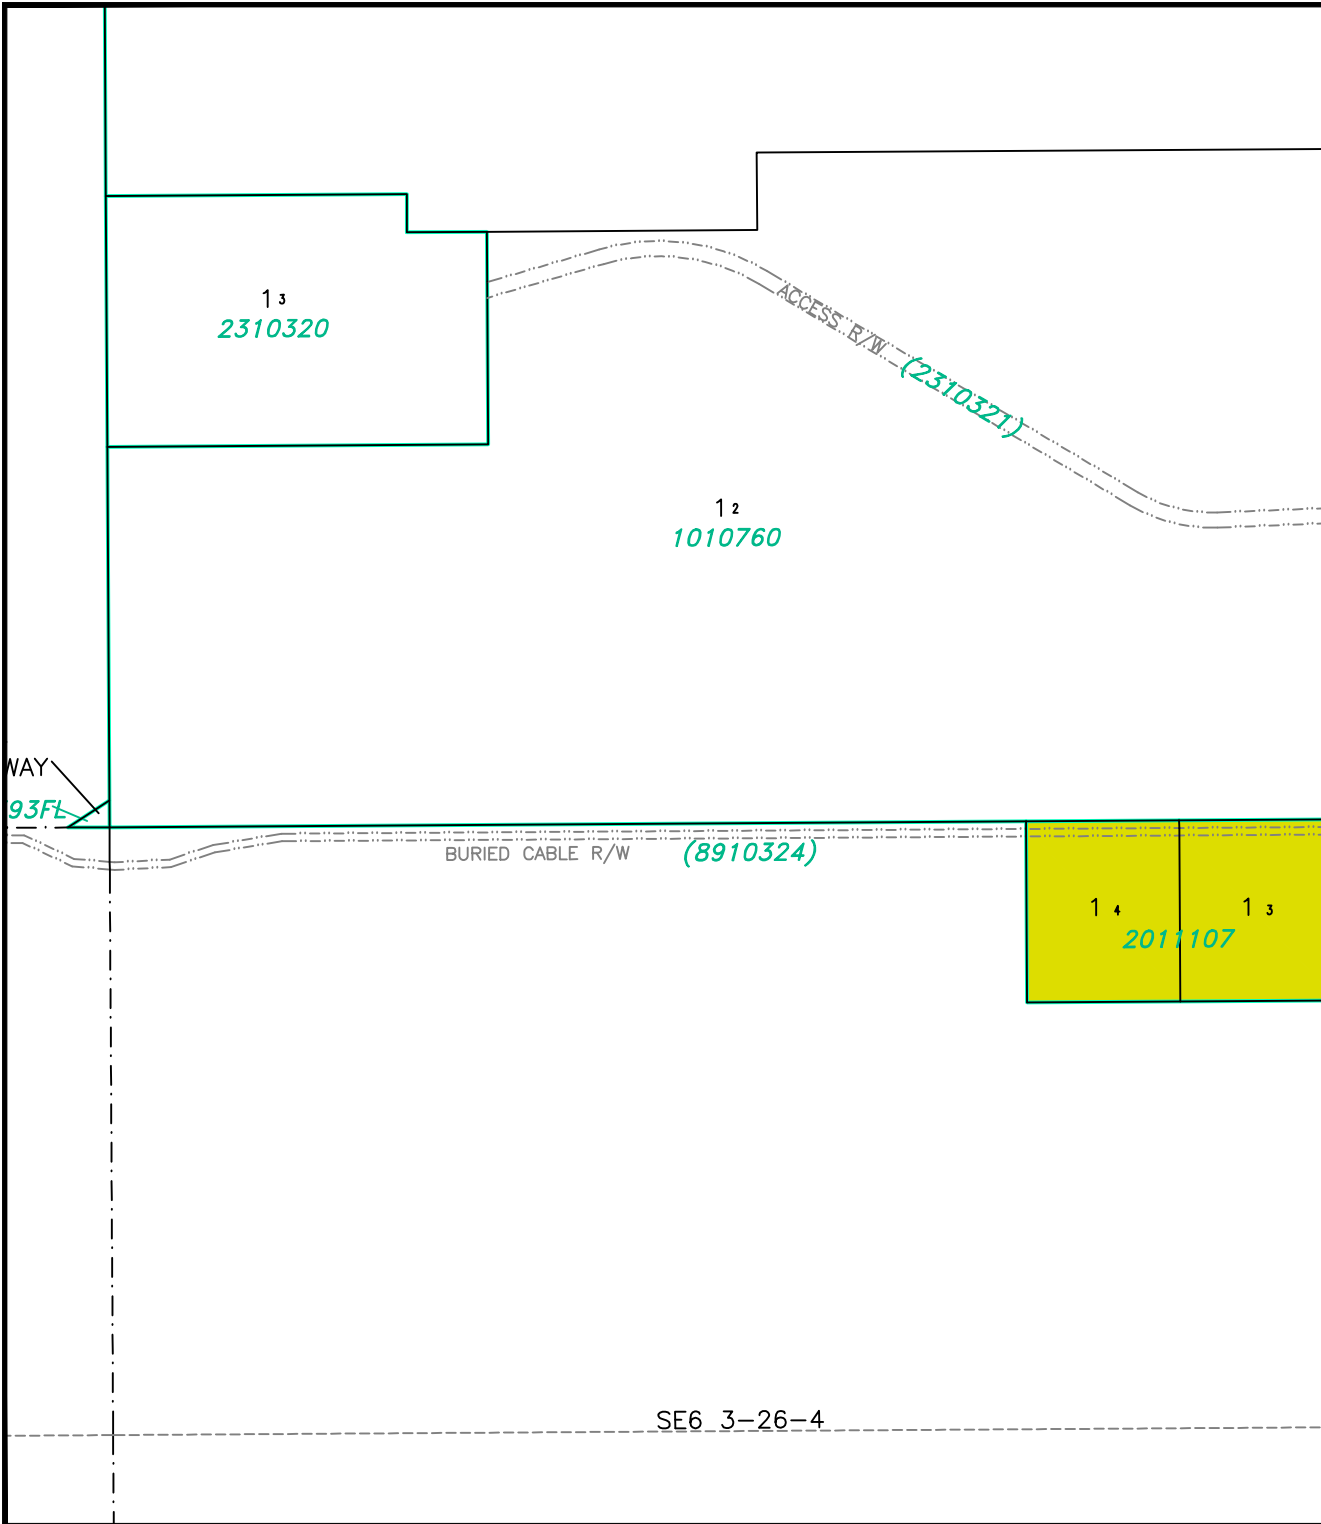 1 3
2310320
ACCESS R/W (2310321)
1 2
1010760
WAY
93FL
BURIED CABLE R/W (8910324)
1 4
1 3
2011107
SE6 3-26-4